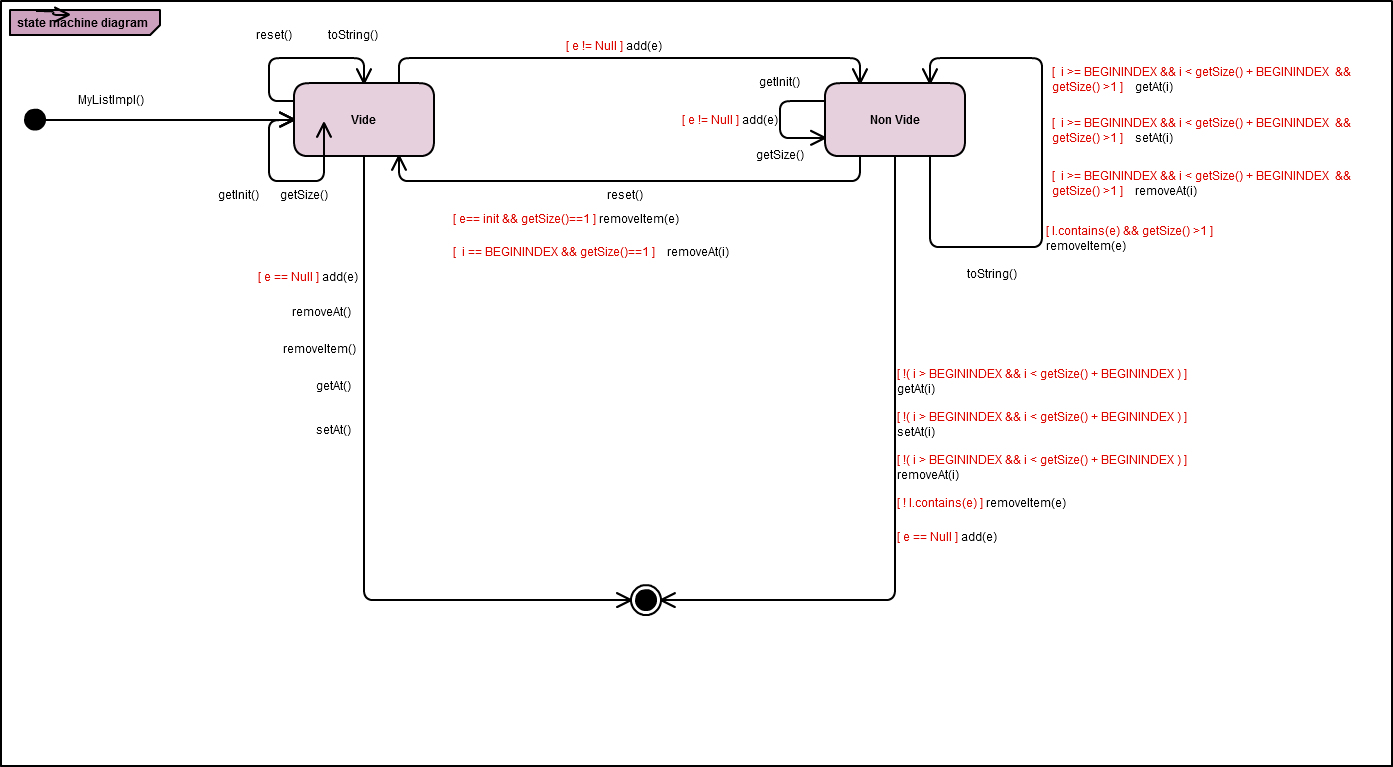 state machine diagram
reset()
toString()
[ e != Null ] add(e)
MyListImpl()
Vide
getInit()
[ e != Null ] add(e)
getSize()
Non Vide
[  i >= BEGININDEX && i < getSize() + BEGININDEX  &&
getSize() >1 ]    getAt(i)
[  i >= BEGININDEX && i < getSize() + BEGININDEX  &&
getSize() >1 ]    setAt(i)
[  i >= BEGININDEX && i < getSize() + BEGININDEX  &&
getSize() >1 ]    removeAt(i)
[ l.contains(e) && getSize() >1 ]
removeItem(e)
toString()
getInit()
getSize()
reset()
[ e== init && getSize()==1 ] removeItem(e)
[  i == BEGININDEX && getSize()==1 ]    removeAt(i)
[ e == Null ] add(e)
removeAt()
removeItem()
getAt()
setAt()
[ !( i > BEGININDEX && i < getSize() + BEGININDEX ) ]
getAt(i)
[ !( i > BEGININDEX && i < getSize() + BEGININDEX ) ]
setAt(i)
[ !( i > BEGININDEX && i < getSize() + BEGININDEX ) ]
removeAt(i)
[ ! l.contains(e) ] removeItem(e)
[ e == Null ] add(e)